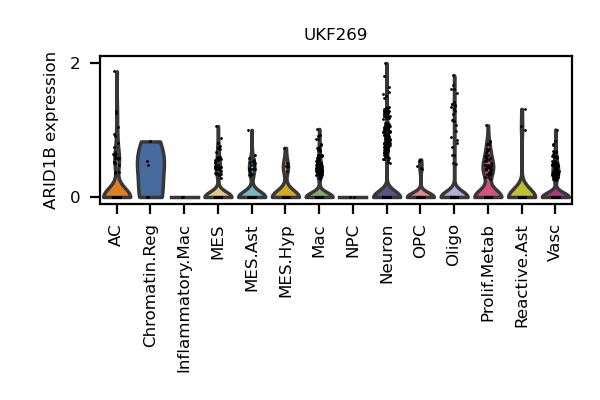 UKF269
ARID1B expression
2
0
AC
Chromatin.Reg
Inflammatory.Mac
MES
MES.Ast
MES.Hyp
Mac
NPC
Neuron
OPC
Oligo
Prolif.Metab
Reactive.Ast
Vasc